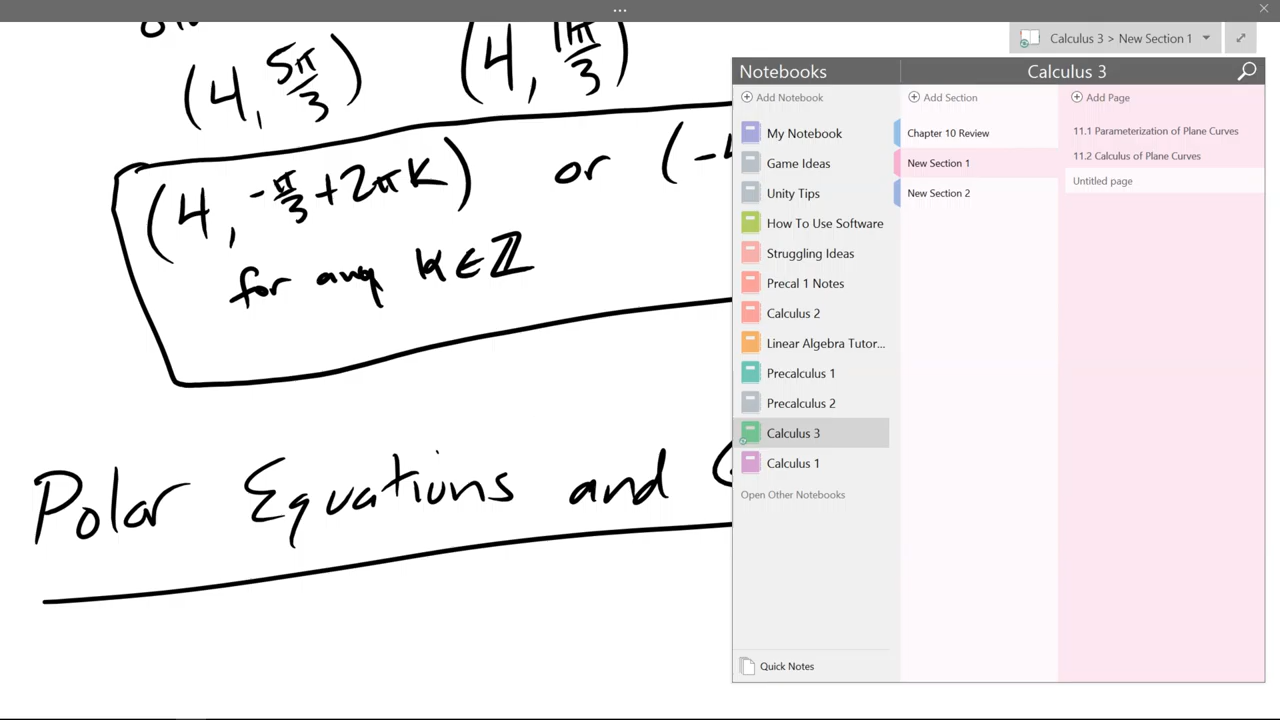 ...
Calculus 3 > New Section 1
(4, 5π/3) (4, 11π/3)
(4, -π/3 + 2πK) or (-4
for any K ∈ ℤ
Polar Equations and
Notebooks
Add Notebook
My Notebook
Game Ideas
Unity Tips
How To Use Software
Struggling Ideas
Precal 1 Notes
Calculus 2
Linear Algebra Tutor...
Precalculus 1
Precalculus 2
Calculus 3
Calculus 1
Open Other Notebooks
Quick Notes
Add Section
Chapter 10 Review
New Section 1
New Section 2
Calculus 3
Add Page
11.1 Parameterization of Plane Curves
11.2 Calculus of Plane Curves
Untitled page